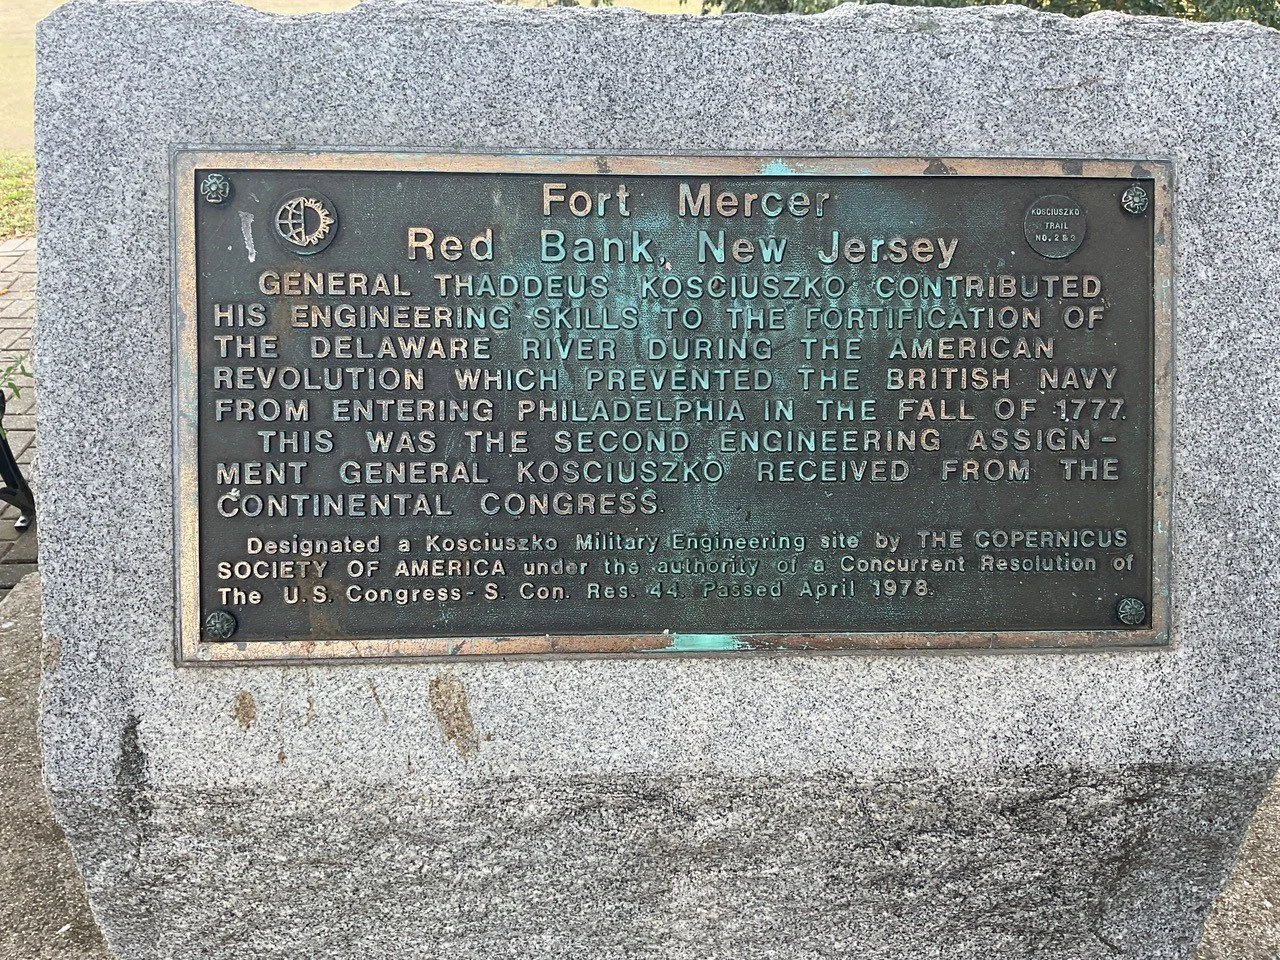 Fort Mercer
Red Bank, New Jersey
KOSCIUSZKO
TRAIL
NO. 2 & 3
GENERAL THADDEUS KOSCIUSZKO CONTRIBUTED
HIS ENGINEERING SKILLS TO THE FORTIFICATION OF
THE DELAWARE RIVER DURING THE AMERICAN
REVOLUTION WHICH PREVENTED THE BRITISH NAVY
FROM ENTERING PHILADELPHIA IN THE FALL OF 1777.
THIS WAS THE SECOND ENGINEERING ASSIGN-
MENT GENERAL KOSCIUSZKO RECEIVED FROM THE
CONTINENTAL CONGRESS.
Designated a Kosciuszko Military Engineering site by THE COPERNICUS
SOCIETY OF AMERICA under the authority of a Concurrent Resolution of
The U.S. Congress - S. Con. Res. 44. Passed April 1978.